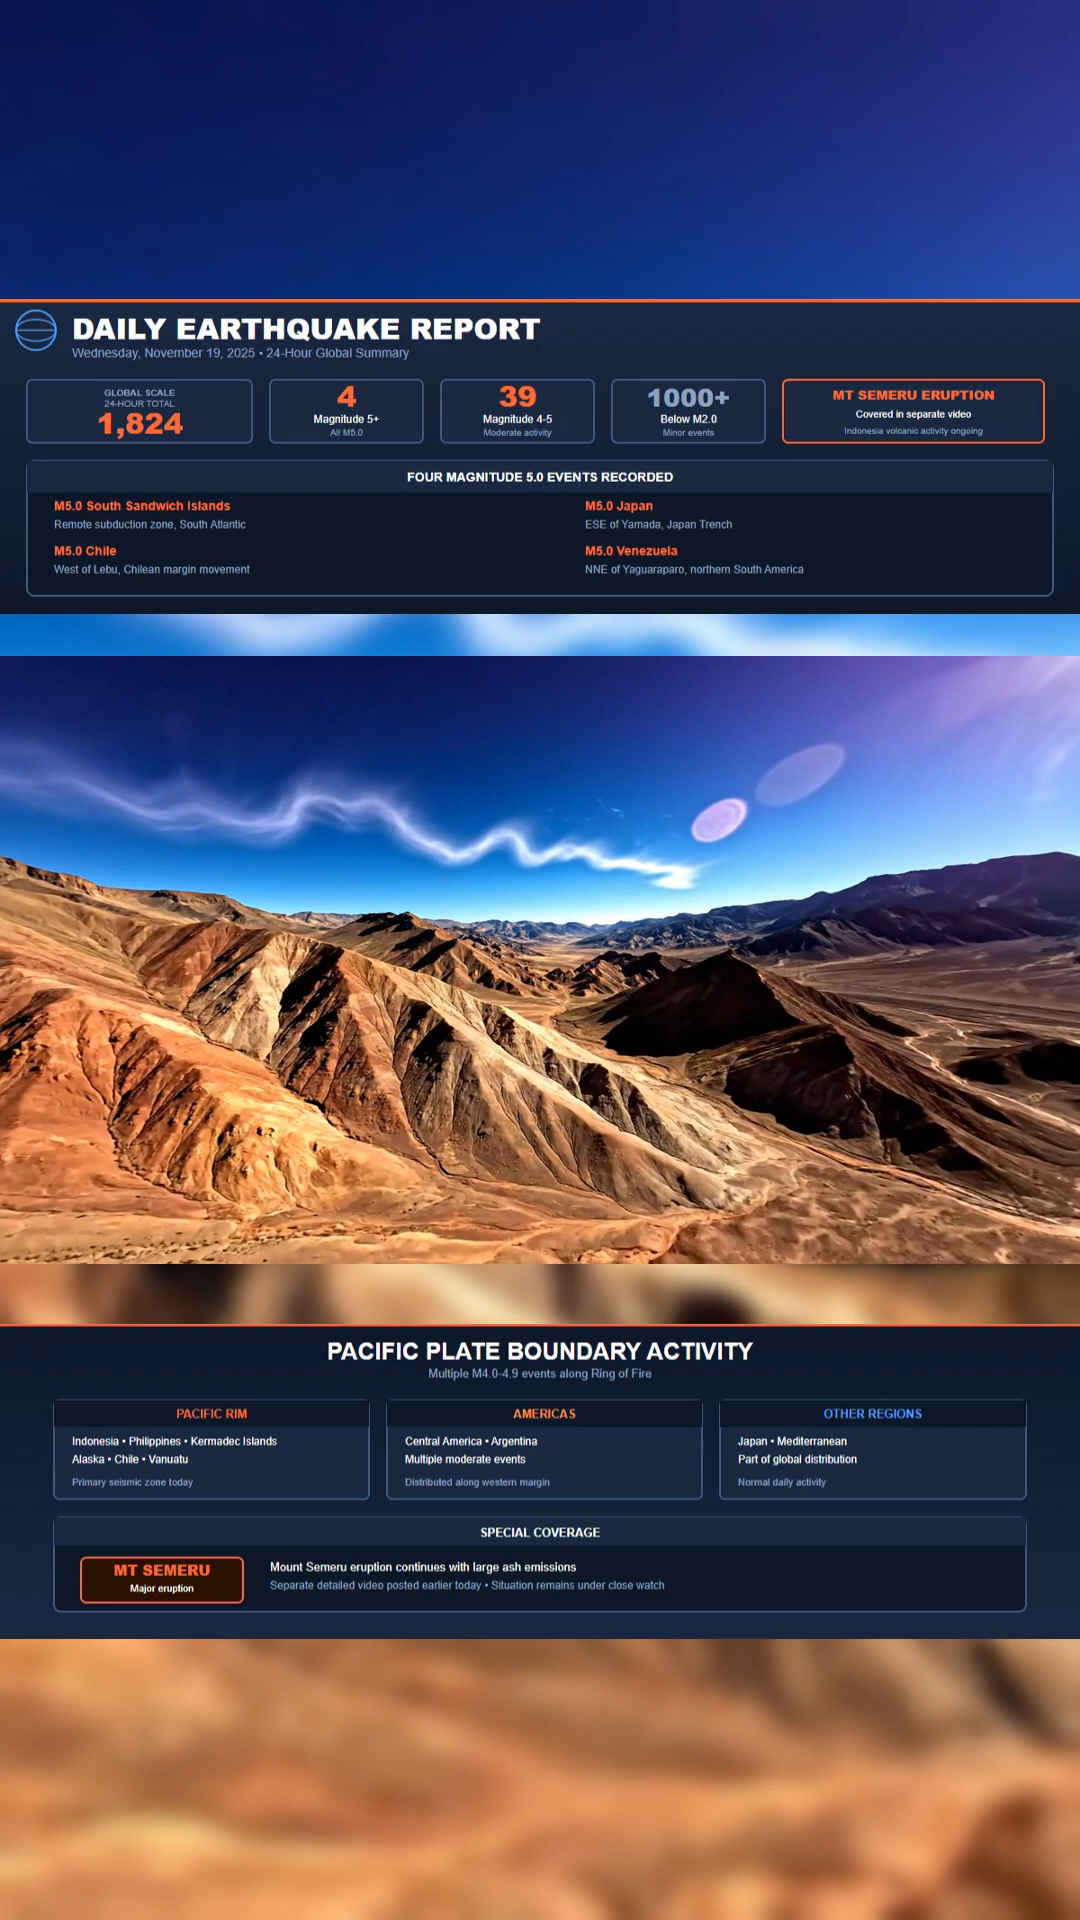 DAILY EARTHQUAKE REPORT
Wednesday, November 19, 2025 • 24-Hour Global Summary
GLOBAL SCALE
24-HOUR TOTAL
1,824
4
Magnitude 5+
All M5.0
39
Magnitude 4-5
Moderate activity
1000+
Below M2.0
Minor events
MT SEMERU ERUPTION
Covered in separate video
Indonesia volcanic activity ongoing
FOUR MAGNITUDE 5.0 EVENTS RECORDED
M5.0 South Sandwich Islands
Remote subduction zone, South Atlantic
M5.0 Japan
ESE of Yamada, Japan Trench
M5.0 Chile
West of Lebu, Chilean margin movement
M5.0 Venezuela
NNE of Yaguaraparo, northern South America
PACIFIC PLATE BOUNDARY ACTIVITY
Multiple M4.0-4.9 events along Ring of Fire
PACIFIC RIM
Indonesia • Philippines • Kermadec Islands
Alaska • Chile • Vanuatu
Primary seismic zone today
AMERICAS
Central America • Argentina
Multiple moderate events
Distributed along western margin
OTHER REGIONS
Japan • Mediterranean
Part of global distribution
Normal daily activity
SPECIAL COVERAGE
MT SEMERU
Major eruption
Mount Semeru eruption continues with large ash emissions
Separate detailed video posted earlier today • Situation remains under close watch